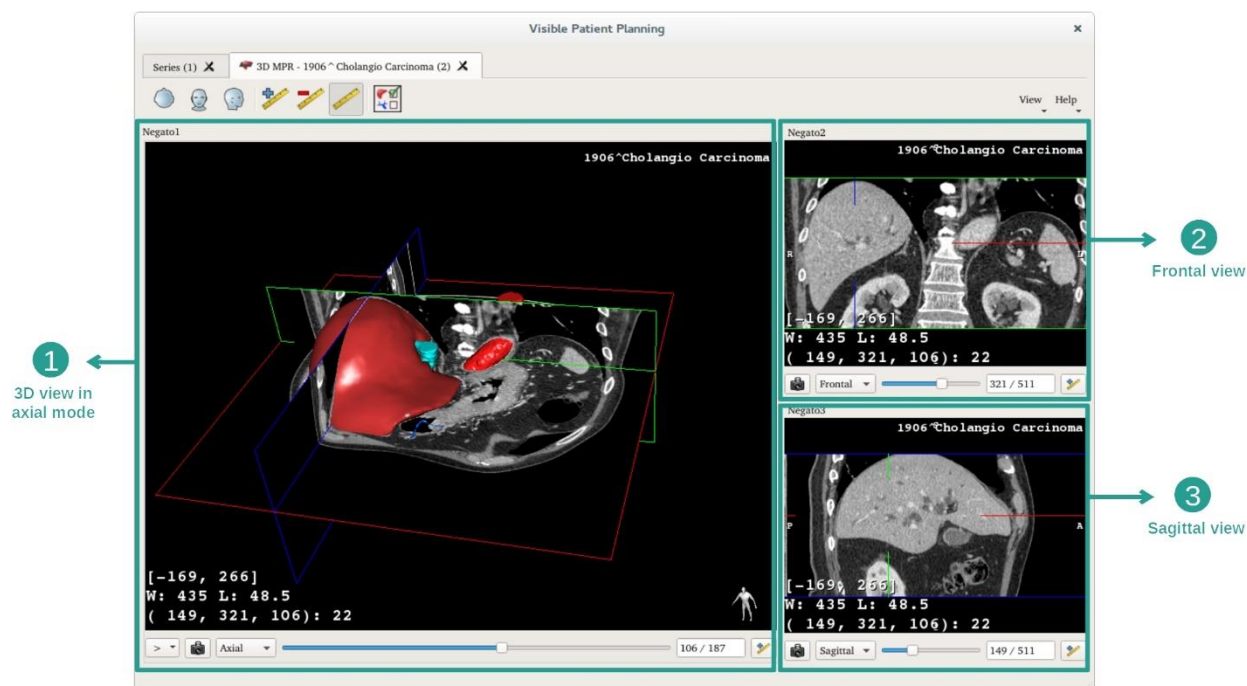 Visible Patient Planning
Series (1)
3D MPR - 1906^Cholangio Carcinoma (2)
View Help
Negato1
1906^Cholangio Carcinoma
[-169, 266]
W: 435 L: 48.5
( 149, 321, 106): 22
> Axial 106 / 187
Negato2
1906^Cholangio Carcinoma
R L
[-169, 266]
W: 435 L: 48.5
( 149, 321, 106): 22
Frontal 321 / 511
Negato3
1906^Cholangio Carcinoma
P A
[-169, 266]
W: 435 L: 48.5
( 149, 321, 106): 22
Sagittal 149 / 511
1
3D view in
axial mode
2
Frontal view
3
Sagittal view